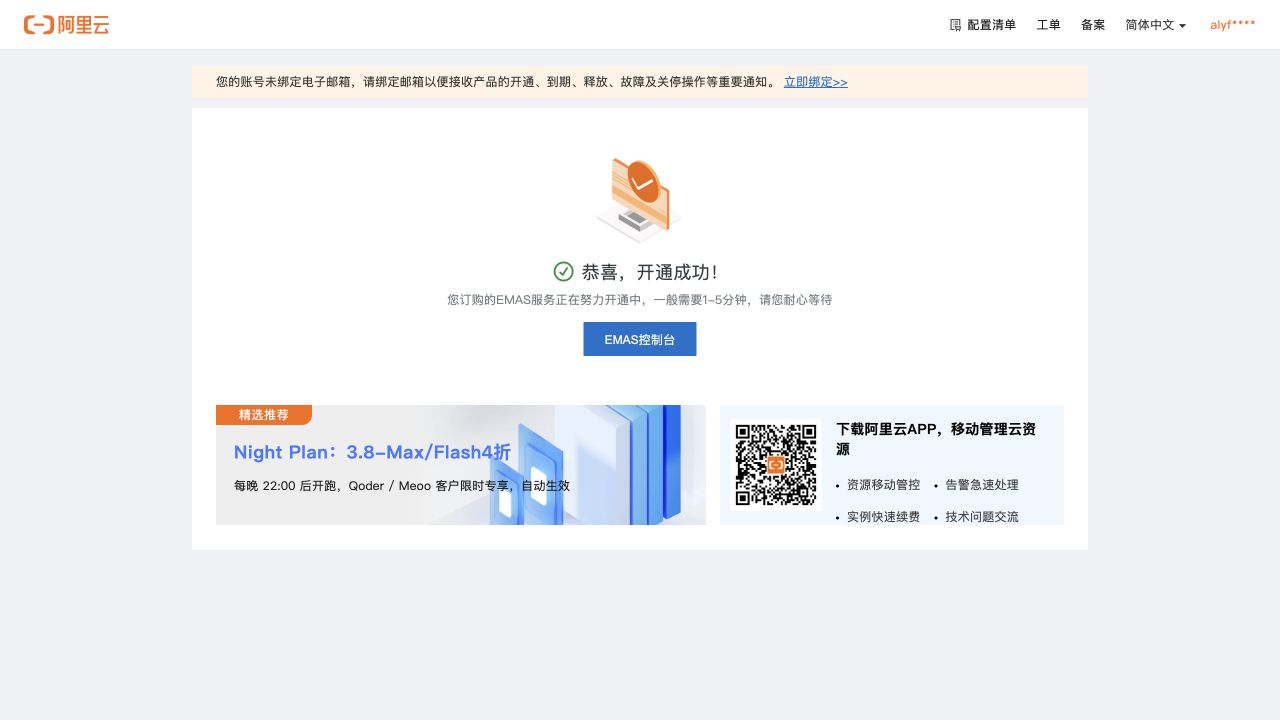 阿里云
配置清单 工单 备案 简体中文 alyf****
您的账号未绑定电子邮箱，请绑定邮箱以便接收产品的开通、到期、释放、故障及关停操作等重要通知。 立即绑定>>
恭喜，开通成功！
您订购的EMAS服务正在努力开通中，一般需要1-5分钟，请您耐心等待
EMAS控制台
精选推荐
Night Plan：3.8-Max/Flash4折
每晚 22:00 后开跑，Qoder / Meoo 客户限时专享，自动生效
下载阿里云APP，移动管理云资
源
• 资源移动管控 • 告警急速处理
• 实例快速续费 • 技术问题交流